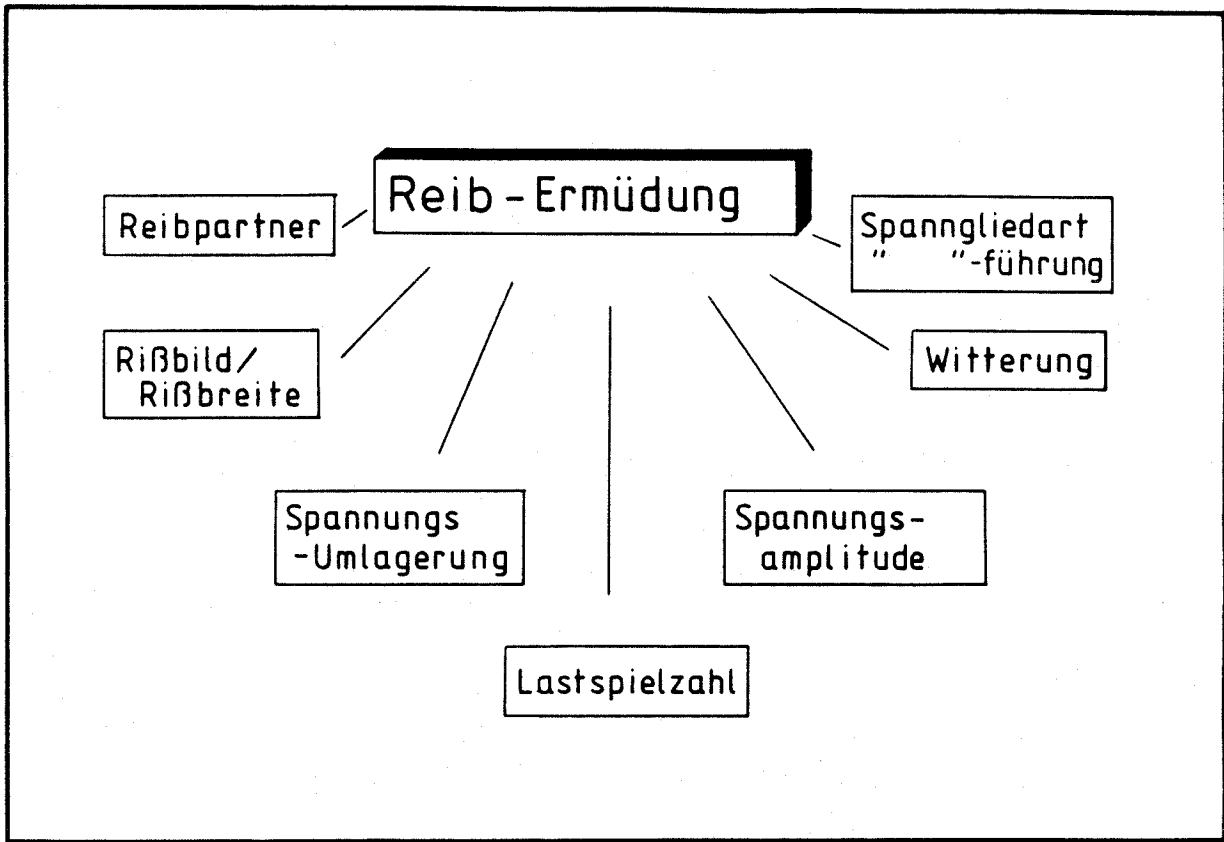 Reib-Ermüdung
Reibpartner
Spanngliedart
" "-führung
Rißbild/
Rißbreite
Witterung
Spannungs
-Umlagerung
Spannungs-
amplitude
Lastspielzahl